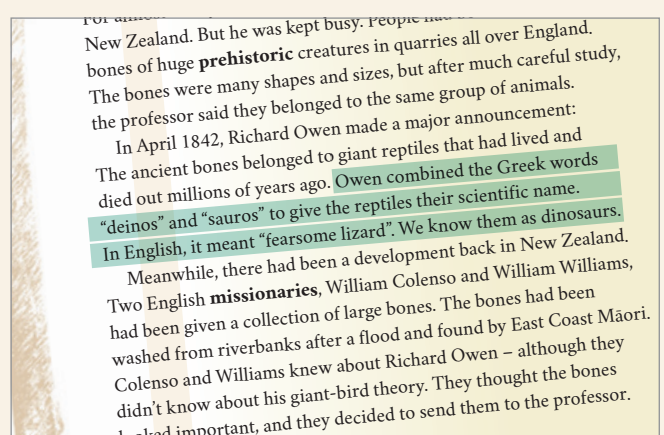 New Zealand. But he was kept busy. People had
bones of huge prehistoric creatures in quarries all over England.
The bones were many shapes and sizes, but after much careful study,
the professor said they belonged to the same group of animals.
In April 1842, Richard Owen made a major announcement:
The ancient bones belonged to giant reptiles that had lived and
died out millions of years ago. Owen combined the Greek words
“deinos” and “sauros” to give the reptiles their scientific name.
In English, it meant “fearsome lizard”. We know them as dinosaurs.
Meanwhile, there had been a development back in New Zealand.
Two English missionaries, William Colenso and William Williams,
had been given a collection of large bones. The bones had been
washed from riverbanks after a flood and found by East Coast Māori.
Colenso and Williams knew about Richard Owen – although they
didn’t know about his giant-bird theory. They thought the bones
important, and they decided to send them to the professor.